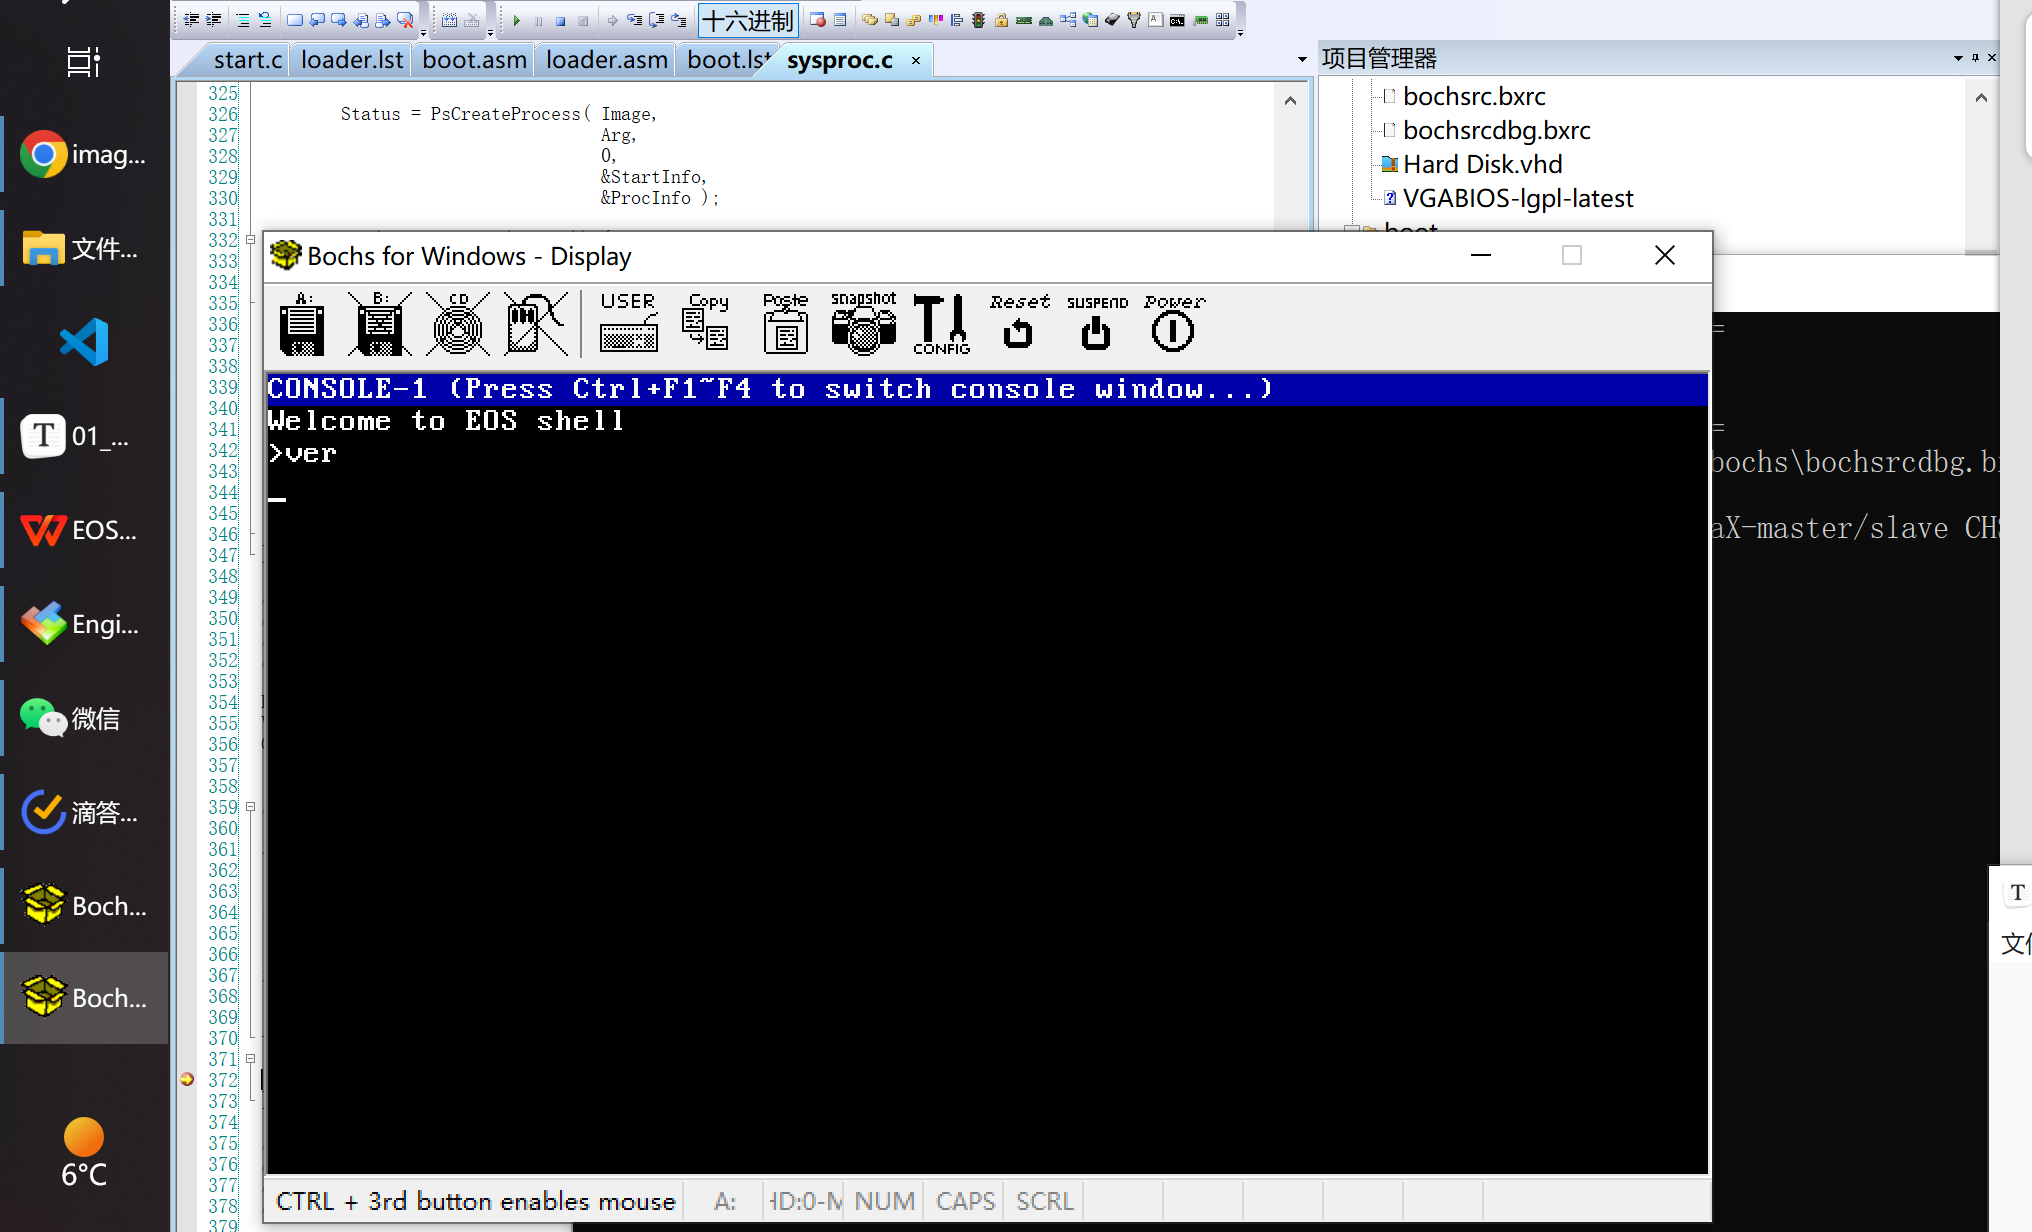 十六进制
start.c
loader.lst
boot.asm
loader.asm
boot.lst
sysproc.c
项目管理器
bochsrc.bxrc
bochsrcdbg.bxrc
Hard Disk.vhd
VGABIOS-lgpl-latest
boot
325
326 Status = PsCreateProcess( Image,
327 Arg,
328 0,
329 &StartInfo,
330 &ProcInfo );
331
332
333
334
335
336
337
338
339
340
341
342
343
344
345
346
347
348
349
350
351
352
353
354
355
356
357
358
359
360
361
362
363
364
365
366
367
368
369
370
371
372
373
374
375
376
377
378
379
imag...
文件...
01_...
EOS...
Engi...
微信
滴答...
Boch...
Boch...
6°C
Bochs for Windows - Display
A:
B:
CD
USER
Copy
Paste
snapshot
CONFIG
Reset
SUSPEND
Power
CONSOLE-1 (Press Ctrl+F1~F4 to switch console window...)
Welcome to EOS shell
>ver
CTRL + 3rd button enables mouse
A:
HD:0-M
NUM
CAPS
SCRL
=
=
bochs\bochsrcdbg.b
aX-master/slave CHS
T
文